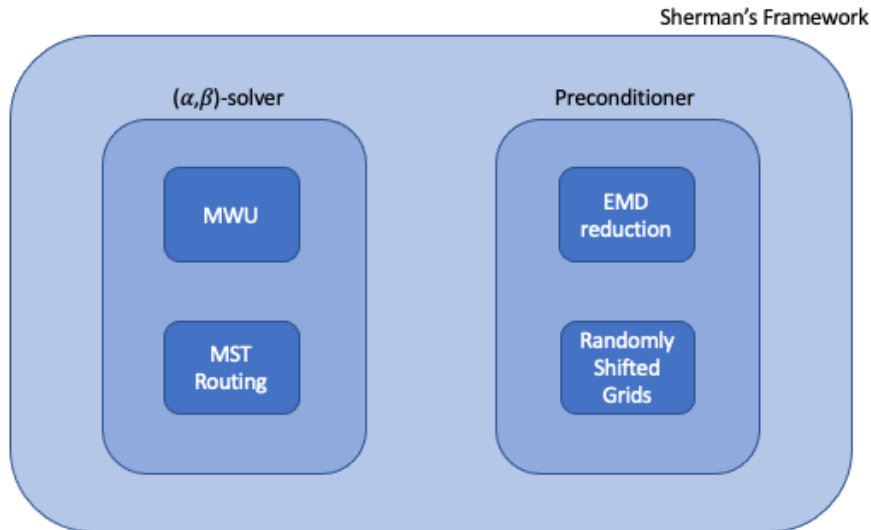 Sherman’s Framework
(α,β)-solver
Preconditioner
MWU
EMD
reduction
MST
Routing
Randomly
Shifted
Grids